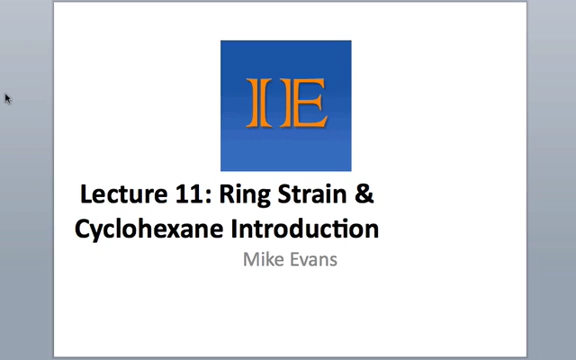 IE
Lecture 11: Ring Strain &
Cyclohexane Introduction
Mike Evans